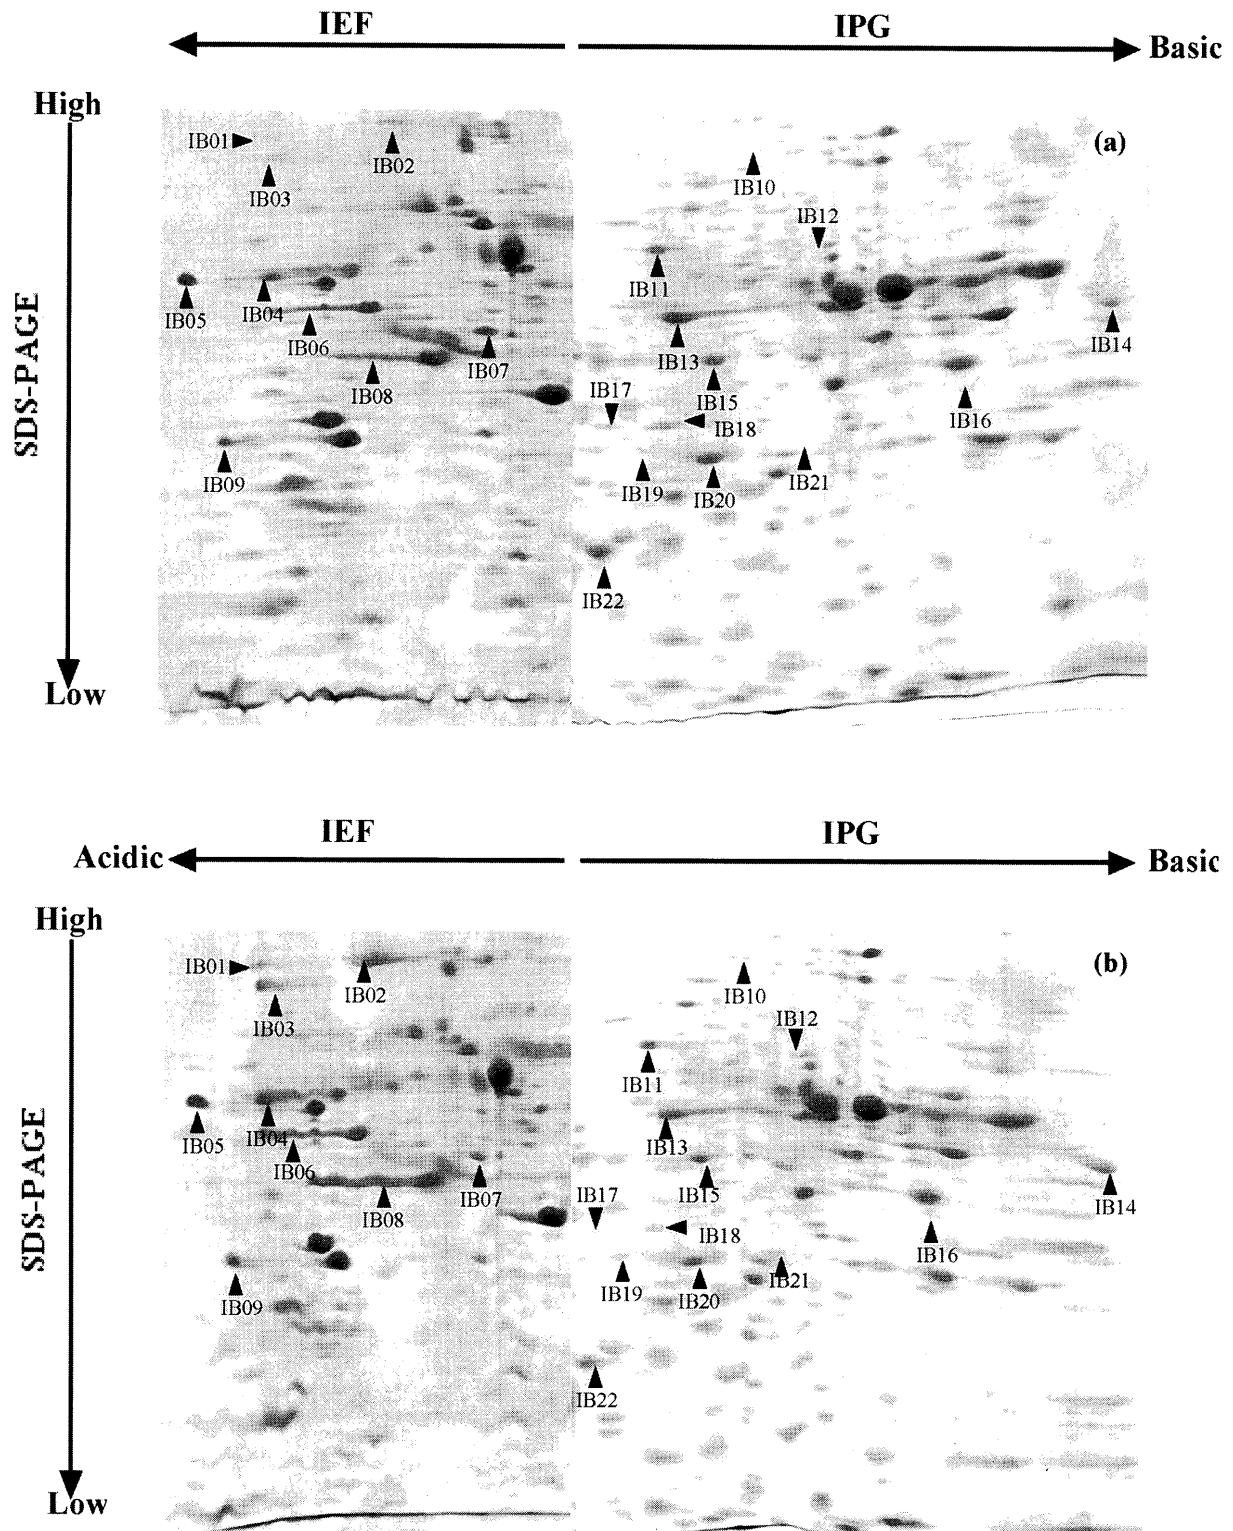 IEF IPG
Basic
High
(a)
IB01
IB02
IB03
IB10
IB12
IB11
IB05
IB04
IB06
IB13
IB14
IB07
IB08
IB17
IB15
IB18
IB16
IB09
IB19
IB20
IB21
IB22
SDS-PAGE
Low
IEF IPG
Acidic Basic
High
(b)
IB01
IB02
IB10
IB03
IB12
IB11
IB05
IB04
IB13
IB06
IB07
IB15
IB14
IB17
IB08
IB18
IB16
IB09
IB19
IB20
IB21
IB22
SDS-PAGE
Low